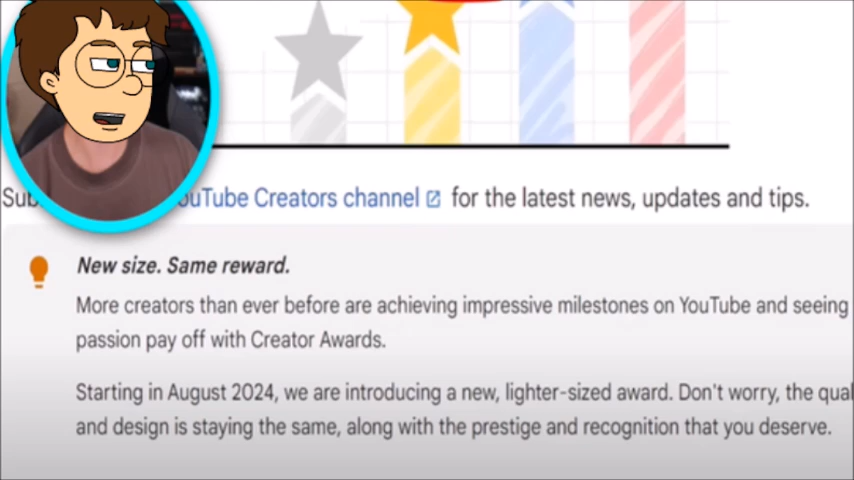 Sub ouTube Creators channel for the latest news, updates and tips.
New size. Same reward.
More creators than ever before are achieving impressive milestones on YouTube and seeing
passion pay off with Creator Awards.
Starting in August 2024, we are introducing a new, lighter-sized award. Don't worry, the qual
and design is staying the same, along with the prestige and recognition that you deserve.